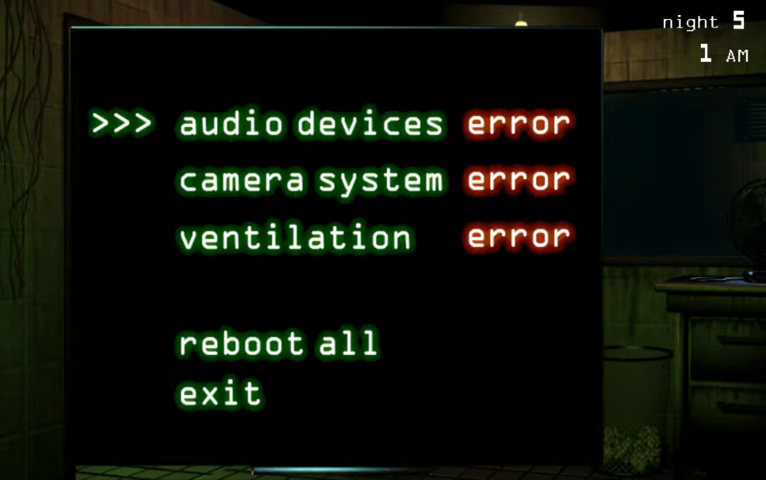 night 5
1 AM
>>> audio devices error
camera system error
ventilation error
reboot all
exit